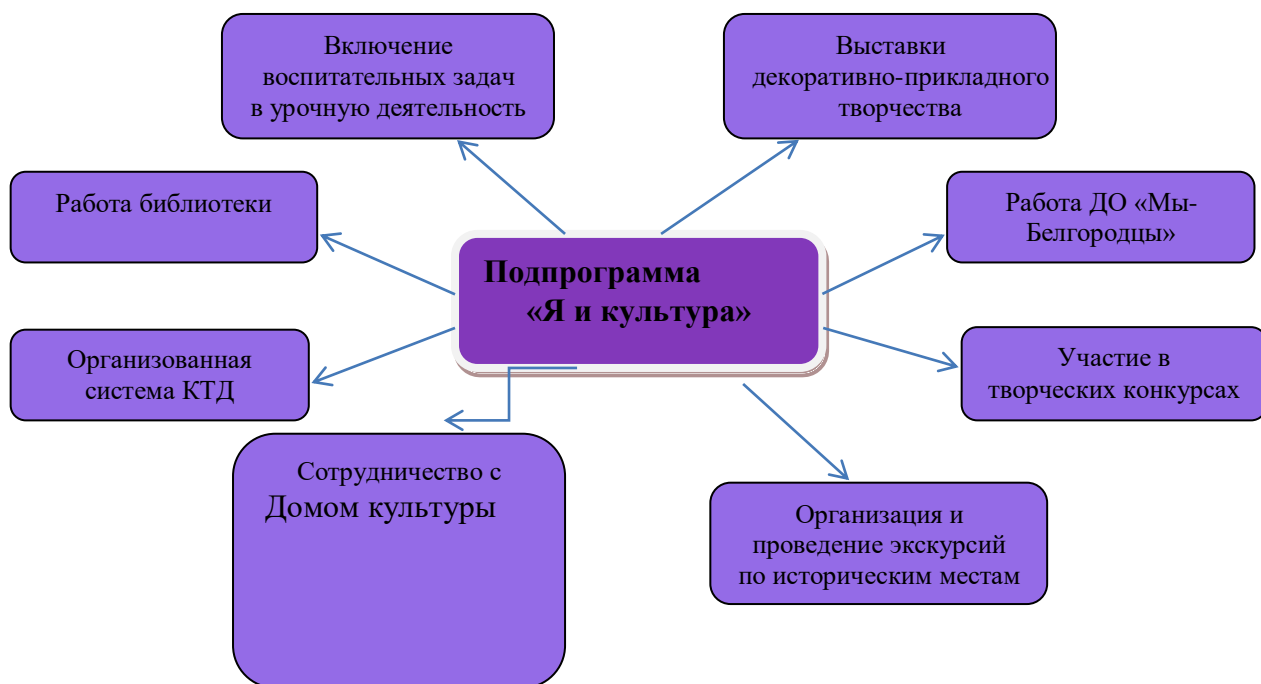 Включение
воспитательных задач
в урочную деятельность
Выставки
декоративно-прикладного
творчества
Работа библиотеки
Работа ДО «Мы-
Белгородцы»
Подпрограмма
«Я и культура»
Организованная
система КТД
Участие в
творческих конкурсах
Сотрудничество с
Домом культуры
Организация и
проведение экскурсий
по историческим местам